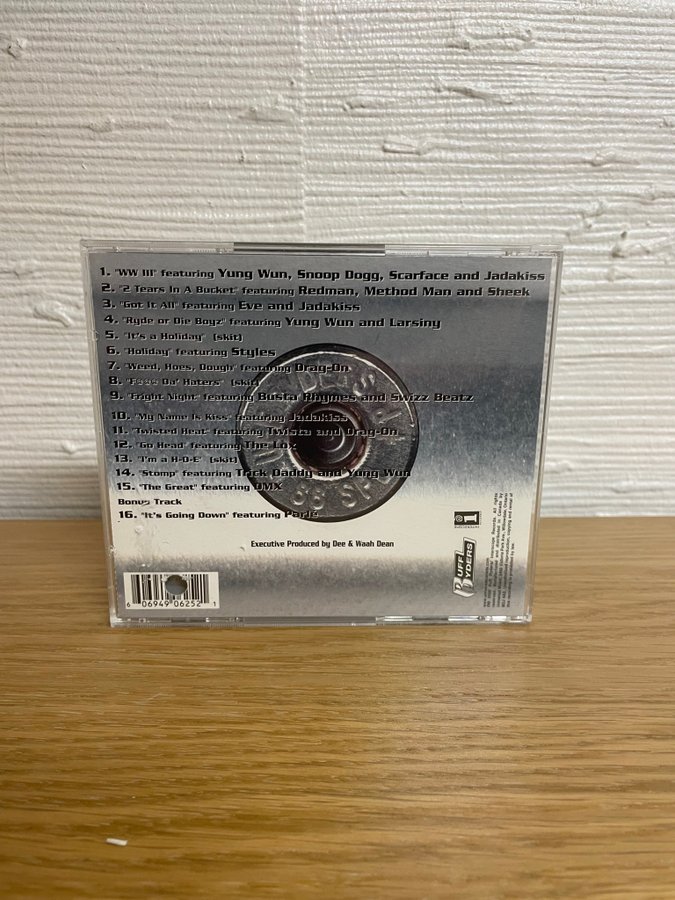 1. "WW III" featuring Yung Wun, Snoop Dogg, Scarface and Jadakiss
2. "2 Tears In A Bucket" featuring Redman, Method Man and Sheek
3. "Got It All" featuring Eve and Jadakiss
4. "Ryde or Die Boyz" featuring Yung Wun and Larsiny
5. "It's a Holiday" (skit)
6. "Holiday" featuring Styles
7. "Weed, Hoes, Dough" featuring Drag-On
8. "F*** Da' Haters" (skit)
9. "Fright Night" featuring Busta Rhymes and Swizz Beatz
10. "My Name Is Kiss" featuring Jadakiss
11. "Twisted Heat" featuring Twista and Drag-On
12. "Go Head" featuring The Lox
13. "I'm a H-O-E" (skit)
14. "Stomp" featuring Trick Daddy and Yung Wun
15. "The Great" featuring DMX
Bonus Track
16. "It's Going Down" featuring Parle
Executive Produced by Dee & Waah Dean
RUFF
RYDERS
6 06949 06252 1